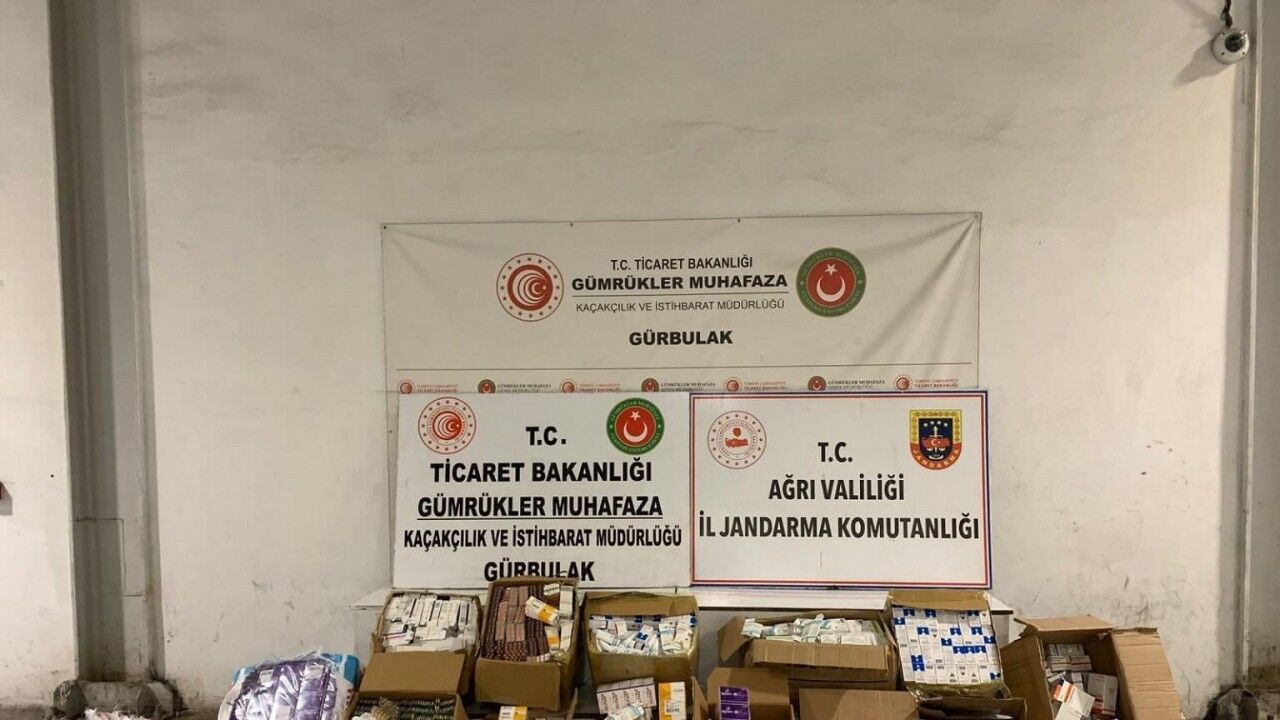 T.C. TİCARET BAKANLIĞI
GÜMRÜKLER MUHAFAZA
KAÇAKÇILIK VE İSTİHBARAT MÜDÜRLÜĞÜ
GÜRBULAK
T.C.
TİCARET BAKANLIĞI
GÜMRÜKLER MUHAFAZA
KAÇAKÇILIK VE İSTİHBARAT MÜDÜRLÜĞÜ
GÜRBULAK
T.C.
AĞRI VALİLİĞİ
İL JANDARMA KOMUTANLIĞI
JANDARMA